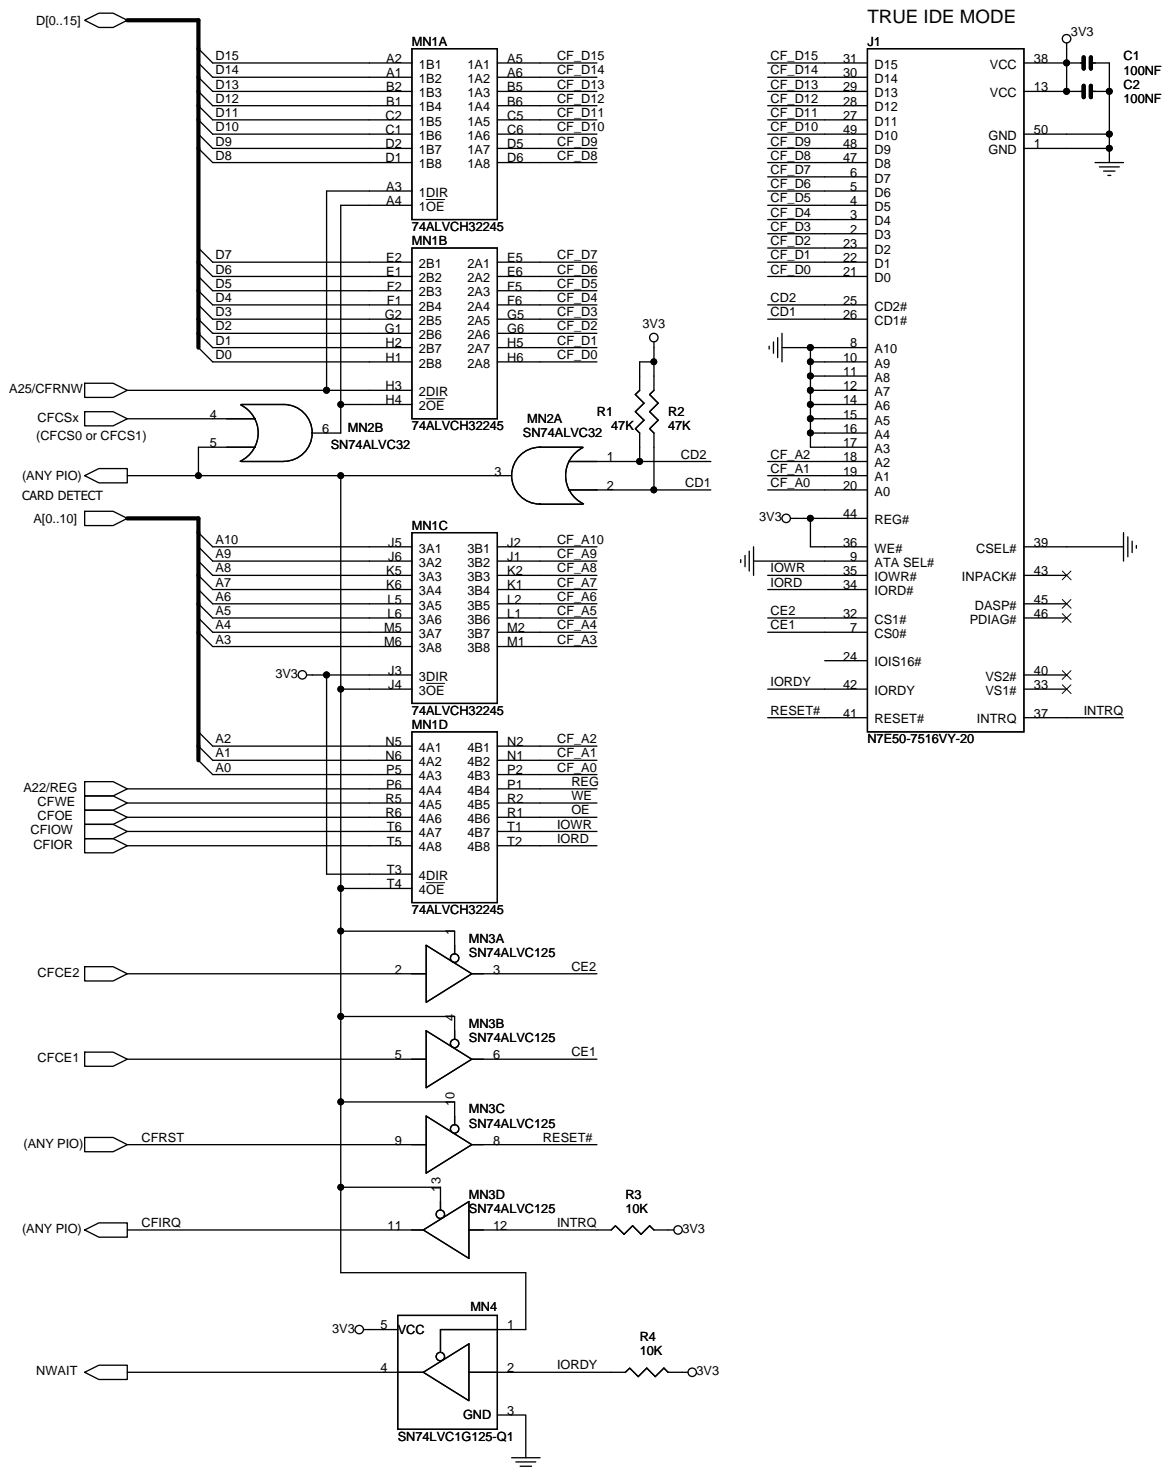 TRUE IDE MODE
D[0..15]
MN1A
D15 A2 1B1 1A1 A5 CF_D15
D14 A1 1B2 1A2 A6 CF_D14
D13 B2 1B3 1A3 B5 CF_D13
D12 B1 1B4 1A4 B6 CF_D12
D11 C2 1B5 1A5 C5 CF_D11
D10 C1 1B6 1A6 C6 CF_D10
D9 D2 1B7 1A7 D5 CF_D9
D8 D1 1B8 1A8 D6 CF_D8
A3 1DIR
A4 1OE
74ALVCH32245
MN1B
D7 E2 2B1 2A1 E5 CF_D7
D6 E1 2B2 2A2 E6 CF_D6
D5 F2 2B3 2A3 F5 CF_D5
D4 F1 2B4 2A4 F6 CF_D4
D3 G2 2B5 2A5 G5 CF_D3
D2 G1 2B6 2A6 G6 CF_D2
D1 H2 2B7 2A7 H5 CF_D1
D0 H1 2B8 2A8 H6 CF_D0
A25/CFRNW H3 2DIR
H4 2OE
74ALVCH32245
CFCSx 4
(CFCS0 or CFCS1)
5 6
MN2B
SN74ALVC32
3V3
R1
47K
R2
47K
MN2A
SN74ALVC32
1 CD2
2 CD1
3
(ANY PIO)
CARD DETECT
A[0..10]
MN1C
A10 J5 3A1 3B1 J2 CF_A10
A9 J6 3A2 3B2 J1 CF_A9
A8 K5 3A3 3B3 K2 CF_A8
A7 K6 3A4 3B4 K1 CF_A7
A6 L5 3A5 3B5 L2 CF_A6
A5 L6 3A6 3B6 L1 CF_A5
A4 M5 3A7 3B7 M2 CF_A4
A3 M6 3A8 3B8 M1 CF_A3
3V3 J3 3DIR
J4 3OE
74ALVCH32245
MN1D
A2 N5 4A1 4B1 N2 CF_A2
A1 N6 4A2 4B2 N1 CF_A1
A0 P5 4A3 4B3 P2 CF_A0
A22/REG P6 4A4 4B4 P1 REG
CFWE R5 4A5 4B5 R2 WE
CFOE R6 4A6 4B6 R1 OE
CFIOW T6 4A7 4B7 T1 IOWR
CFIOR T5 4A8 4B8 T2 IORD
T3 4DIR
T4 4OE
74ALVCH32245
1
MN3A
SN74ALVC125
CFCE2 2 3 CE2
4
MN3B
SN74ALVC125
CFCE1 5 6 CE1
10
MN3C
SN74ALVC125
(ANY PIO) CFRST 9 8 RESET#
13
MN3D
SN74ALVC125
R3
10K
(ANY PIO) CFIRQ 11 12 INTRQ 3V3
MN4
3V3 5 VCC 1
R4
10K
NWAIT 4 2 IORDY 3V3
GND 3
SN74LVC1G125-Q1
J1
3V3
CF_D15 31 D15 VCC 38
C1
100NF
CF_D14 30 D14
CF_D13 29 D13 VCC 13
C2
100NF
CF_D12 28 D12
CF_D11 27 D11
CF_D10 49 D10 GND 50
CF_D9 48 D9 GND 1
CF_D8 47 D8
CF_D7 6 D7
CF_D6 5 D6
CF_D5 4 D5
CF_D4 3 D4
CF_D3 2 D3
CF_D2 23 D2
CF_D1 22 D1
CF_D0 21 D0
CD2 25 CD2#
CD1 26 CD1#
8 A10
10 A9
11 A8
12 A7
14 A6
15 A5
16 A4
17 A3
CF_A2 18 A2
CF_A1 19 A1
CF_A0 20 A0
3V3 44 REG#
36 WE# CSEL# 39
9 ATA SEL#
IOWR 35 IOWR# INPACK# 43
IORD 34 IORD#
DASP# 45
CE2 32 CS1# PDIAG# 46
CE1 7 CS0#
24 IOIS16#
VS2# 40
IORDY 42 IORDY VS1# 33
RESET# 41 RESET# INTRQ 37 INTRQ
N7E50-7516VY-20